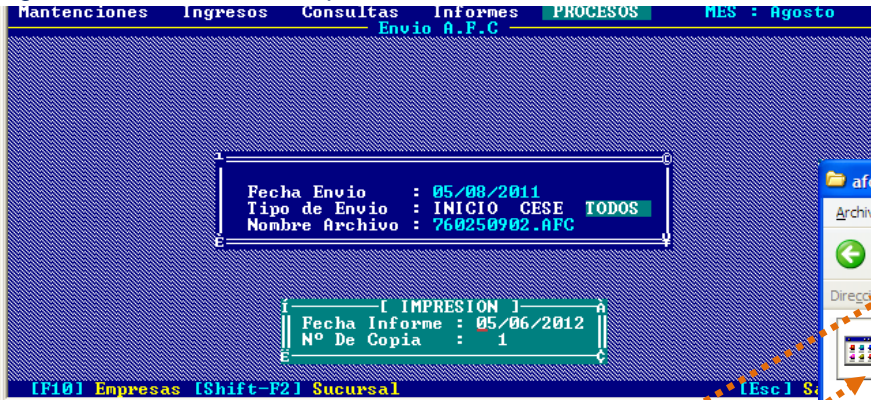 Mantenciones Ingresos Consultas Informes PROCESOS MES : Agosto
Envio A.F.C
Fecha Envio : 05/08/2011
Tipo de Envio : INICIO CESE TODOS
Nombre Archivo : 760250902.AFC
[ IMPRESION ]
Fecha Informe : 05/06/2012
Nº De Copia : 1
[F10] Empresas [Shift-F2] Sucursal [Esc]